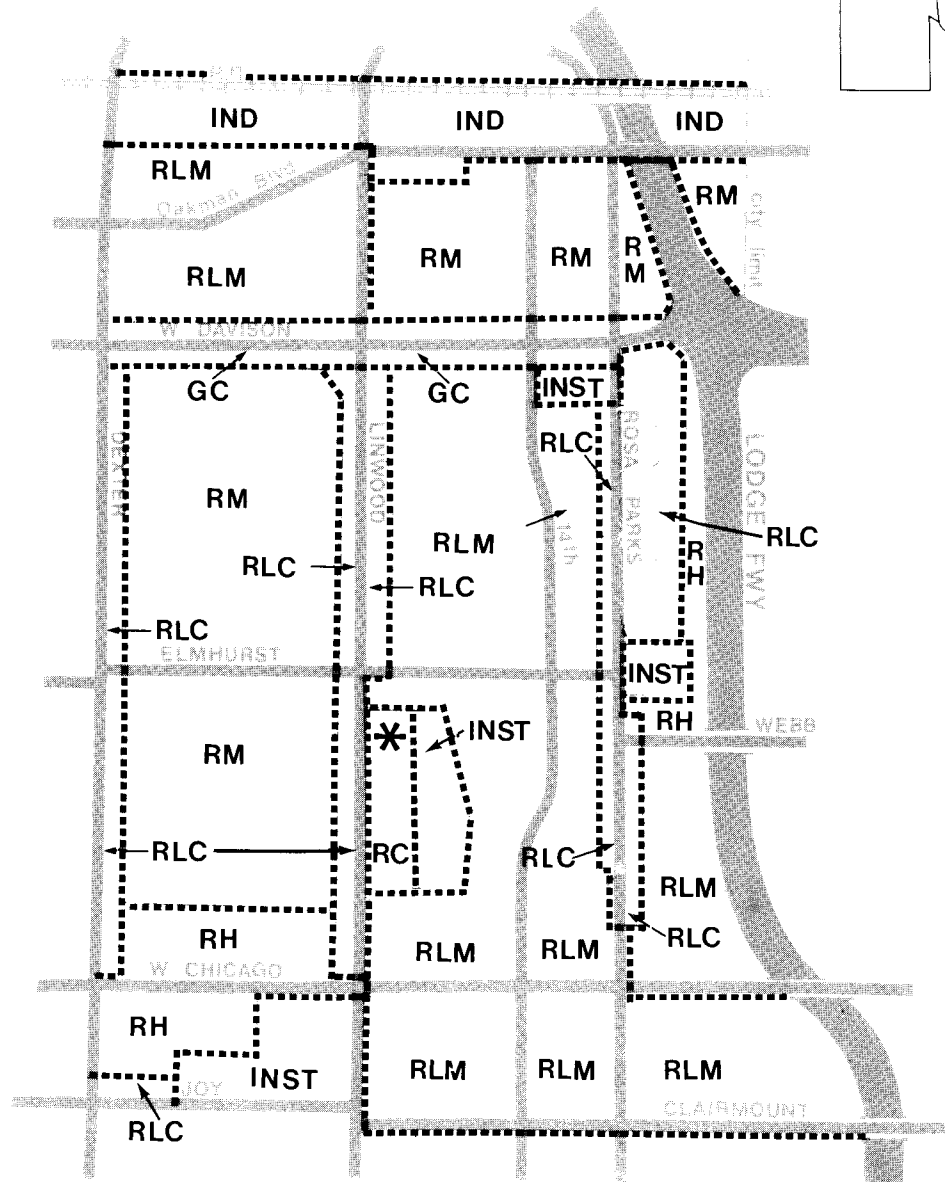 R.R.
IND IND IND
RLM
Oakman Blvd
RM
city limit
RM RM RM
RLM
W DAVISON
GC GC INST
RLC
DEXTER
LINWOOD
ROSA PARKS
LODGE FWY
RM
14th
RLM
RLC
RH
RLC
RLC
RLC
ELMHURST
INST
RH
WEBB
INST
*
RM
RLC RC RLC
RLM
RLC
RH
RLM RLM
W CHICAGO
RH
RLM RLM RLM
INST
JOY
CLAIRMOUNT
RLC